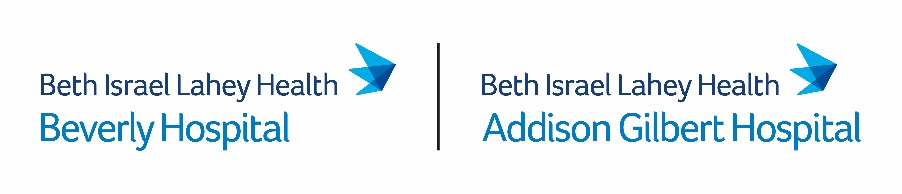 Beth Israel Lahey Health
Beverly Hospital
Beth Israel Lahey Health
Addison Gilbert Hospital